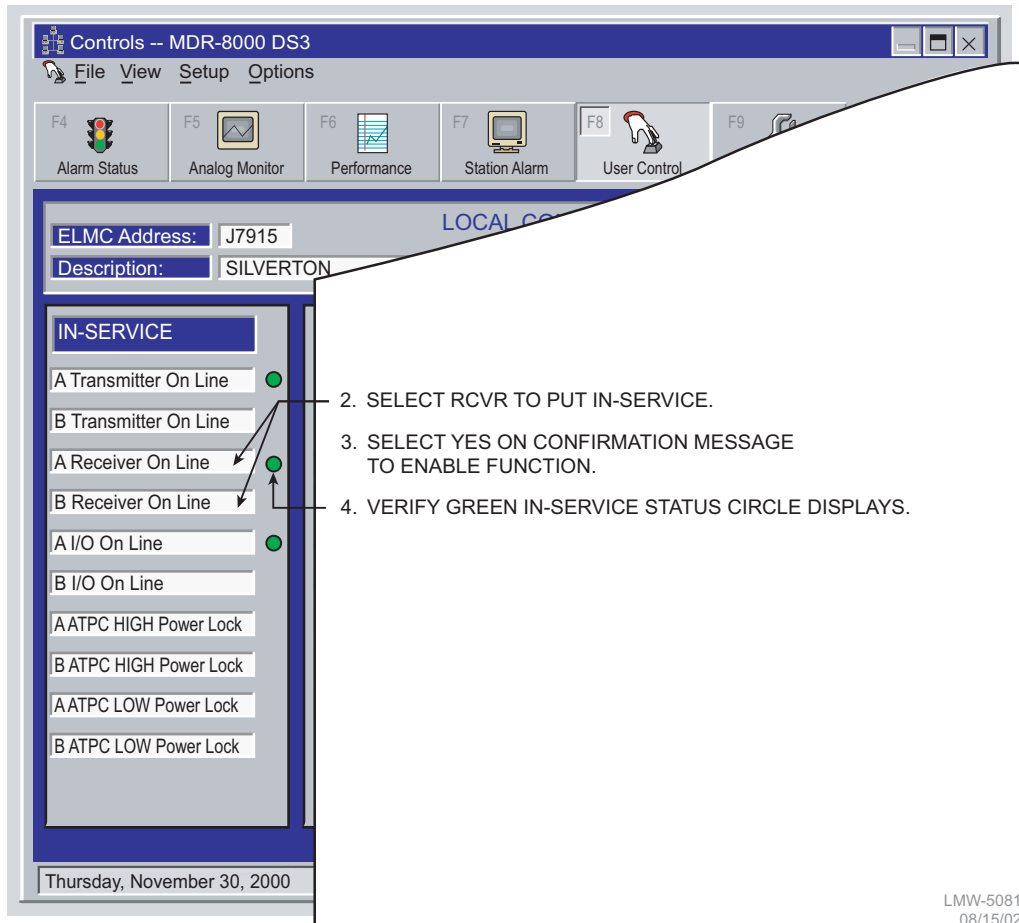 Controls -- MDR-8000 DS3
File View Setup Options
F4 F5 F6 F7 F8 F9
Alarm Status Analog Monitor Performance Station Alarm User Control
ELMC Address: J7915
Description: SILVERTON
LOCAL
IN-SERVICE
A Transmitter On Line
B Transmitter On Line
A Receiver On Line
B Receiver On Line
A I/O On Line
B I/O On Line
A ATPC HIGH Power Lock
B ATPC HIGH Power Lock
A ATPC LOW Power Lock
B ATPC LOW Power Lock
2. SELECT RCVR TO PUT IN-SERVICE.
3. SELECT YES ON CONFIRMATION MESSAGE
TO ENABLE FUNCTION.
4. VERIFY GREEN IN-SERVICE STATUS CIRCLE DISPLAYS.
Thursday, November 30, 2000
LMW-5081
08/15/02